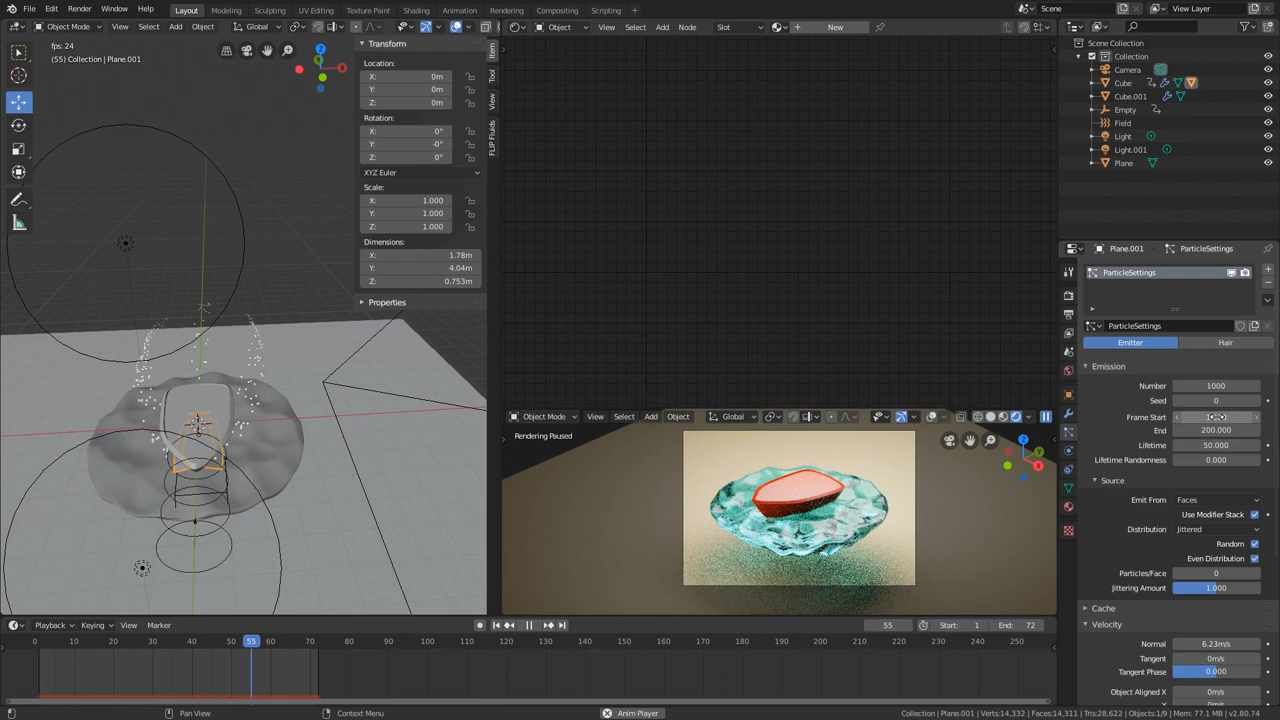 File Edit Render Window Help
Layout Modeling Sculpting UV Editing Texture Paint Shading Animation Rendering Compositing Scripting +
Scene
View Layer
Object Mode View Select Add Object Global
Object View Select Add Node Slot New
fps: 24
(55) Collection | Plane.001
Transform
Location:
X: 0m
Y: 0m
Z: 0m
Rotation:
X: 0°
Y: -0°
Z: 0°
XYZ Euler
Scale:
X: 1.000
Y: 1.000
Z: 1.000
Dimensions:
X: 1.78m
Y: 4.04m
Z: 0.753m
Properties
Item
Tool
View
FLIP Fluids
Scene Collection
Collection
Camera
Cube
Cube.001
Empty
Field
Light
Light.001
Plane
Plane.001 ParticleSettings
ParticleSettings
ParticleSettings
Emitter Hair
Emission
Number 1000
Seed 0
Frame Start
End 200.000
Lifetime 50.000
Lifetime Randomness 0.000
Source
Emit From Faces
Use Modifier Stack
Distribution Jittered
Random
Even Distribution
Particles/Face 0
Jittering Amount 1.000
Cache
Velocity
Normal 6.23m/s
Tangent 0m/s
Tangent Phase 0.000
Object Aligned X 0m/s
Object Mode View Select Add Object Global
Rendering Paused
Playback Keying View Marker
55 Start: 1 End: 72
0 10 20 30 40 50 55 60 70 80 90 100 110 120 130 140 150 160 170 180 190 200 210 220 230 240 250
Pan View Context Menu Anim Player
Collection | Plane.001 | Verts:14,332 | Faces:14,311 | Tris:28,622 | Objects:1/9 | Mem: 77.1 MB | v2.80.74